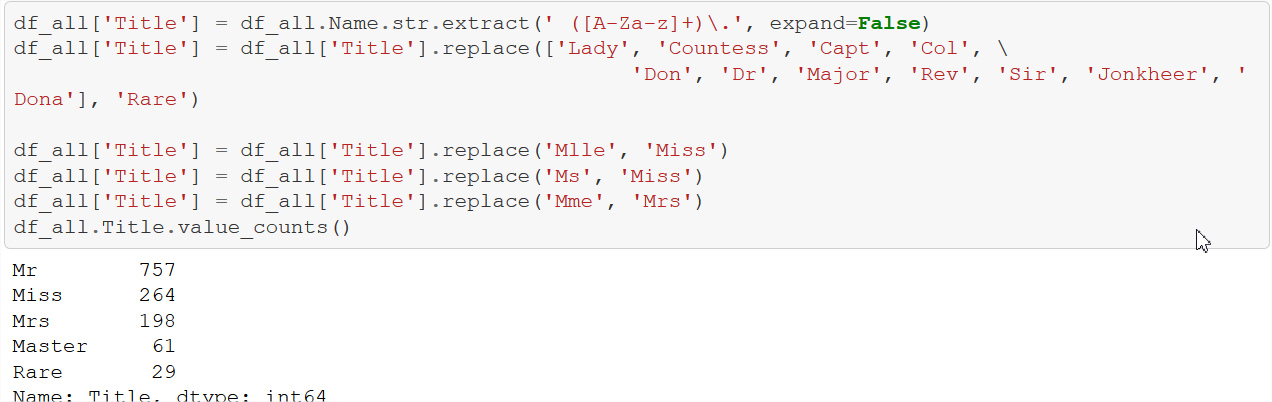 df_all['Title'] = df_all.Name.str.extract(' ([A-Za-z]+)\.', expand=False)
df_all['Title'] = df_all['Title'].replace(['Lady', 'Countess', 'Capt', 'Col', \
                                                 'Don', 'Dr', 'Major', 'Rev', 'Sir', 'Jonkheer', '
Dona'], 'Rare')

df_all['Title'] = df_all['Title'].replace('Mlle', 'Miss')
df_all['Title'] = df_all['Title'].replace('Ms', 'Miss')
df_all['Title'] = df_all['Title'].replace('Mme', 'Mrs')
df_all.Title.value_counts()
Mr        757
Miss      264
Mrs       198
Master     61
Rare       29
Name: Title, dtype: int64